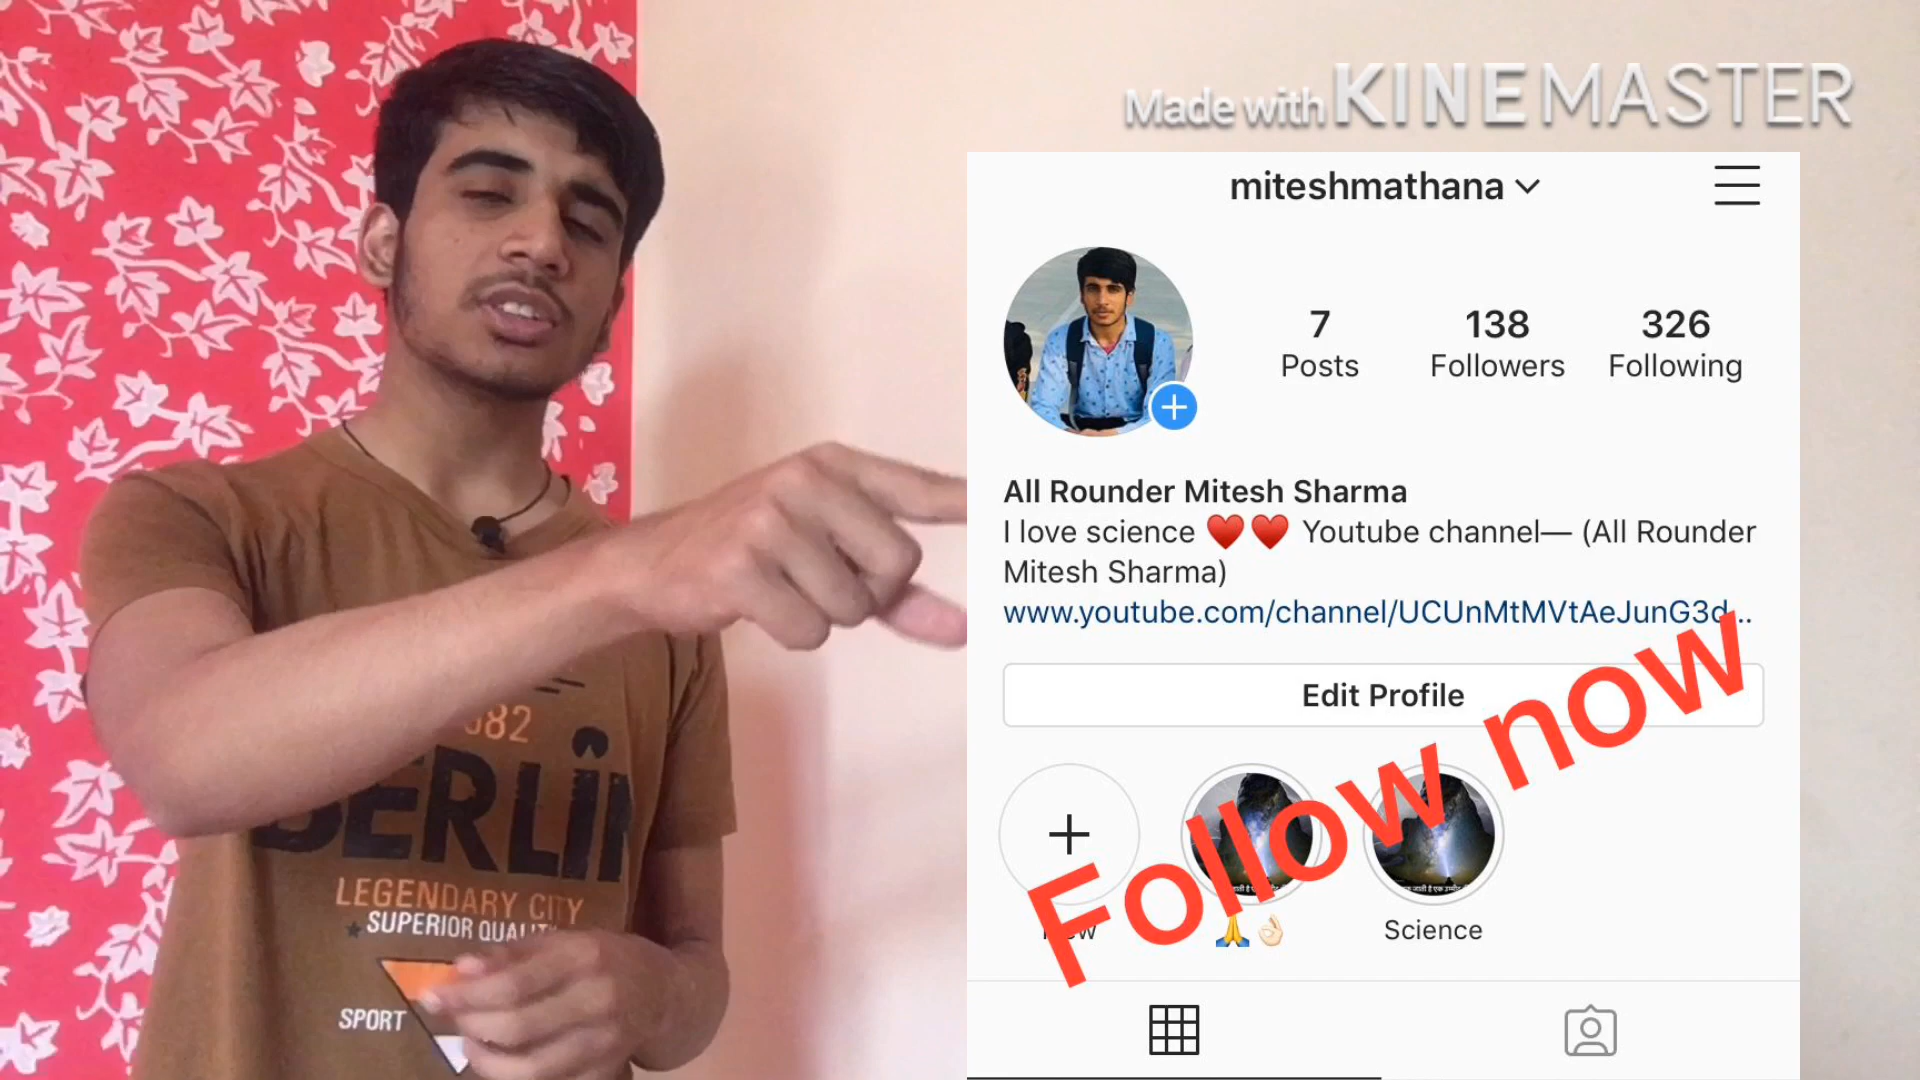 Made with KINEMASTER
miteshmathana
7 138 326
Posts Followers Following
All Rounder Mitesh Sharma
I love science ♥️♥️ Youtube channel— (All Rounder
Mitesh Sharma)
www.youtube.com/channel/UCUnMtMVtAeJunG3d...
Edit Profile
Follow now
Science
982
BERLIN
LEGENDARY CITY
SUPERIOR QUALITY
SPORT